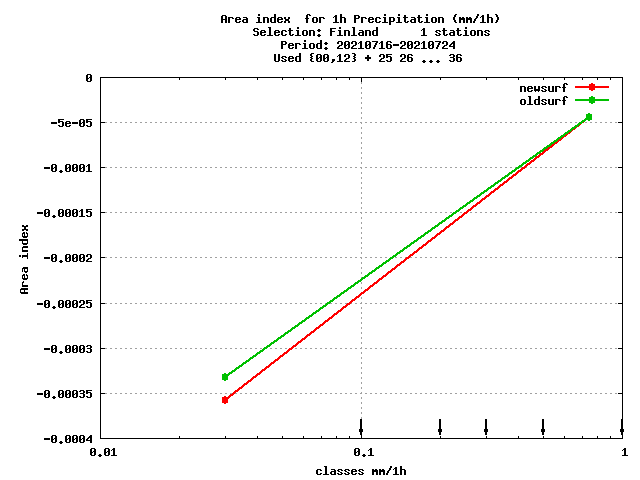 Area index  for 1h Precipitation (mm/1h)
Selection: Finland      1 stations
Period: 20210716-20210724
Used {00,12} + 25 26 ... 36
newsurf
oldsurf
0
-5e-05
-0.0001
-0.00015
-0.0002
-0.00025
-0.0003
-0.00035
-0.0004
Area index
0.01
0.1
1
classes mm/1h